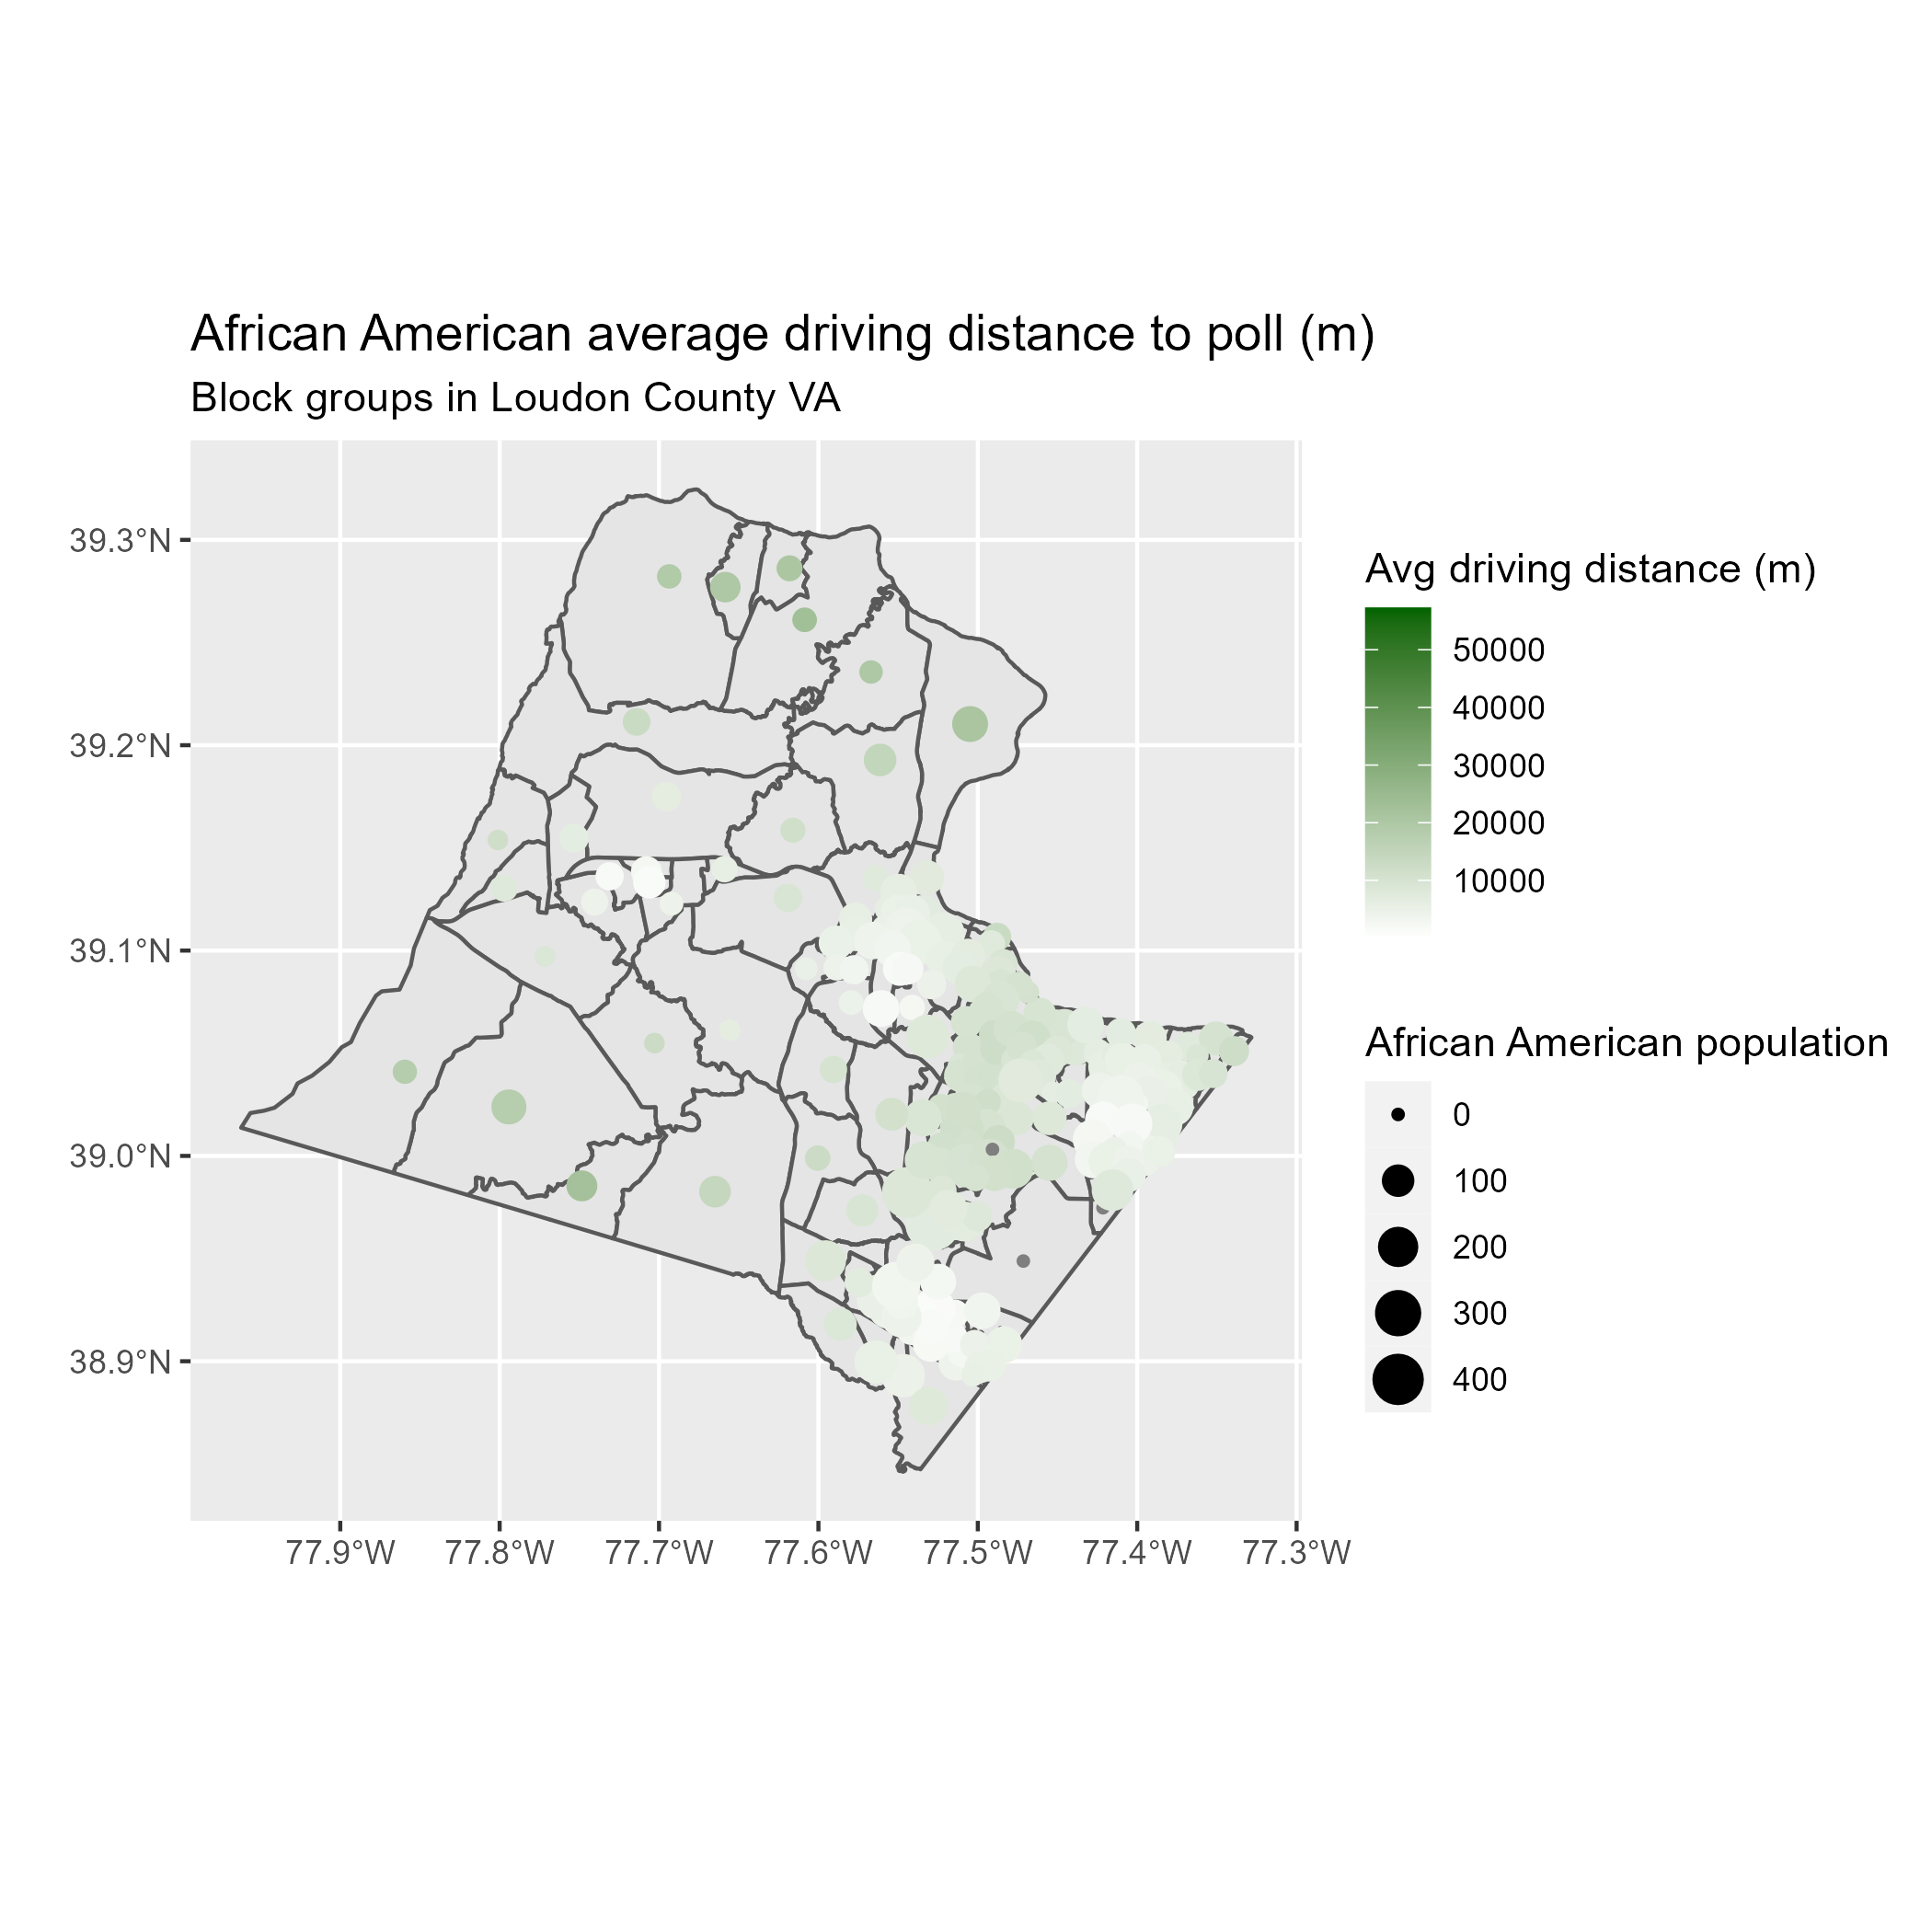 African American average driving distance to poll (m)
Block groups in Loudon County VA
39.3°N
39.2°N
39.1°N
39.0°N
38.9°N
77.9°W
77.8°W
77.7°W
77.6°W
77.5°W
77.4°W
77.3°W
Avg driving distance (m)
50000
40000
30000
20000
10000
African American population
0
100
200
300
400